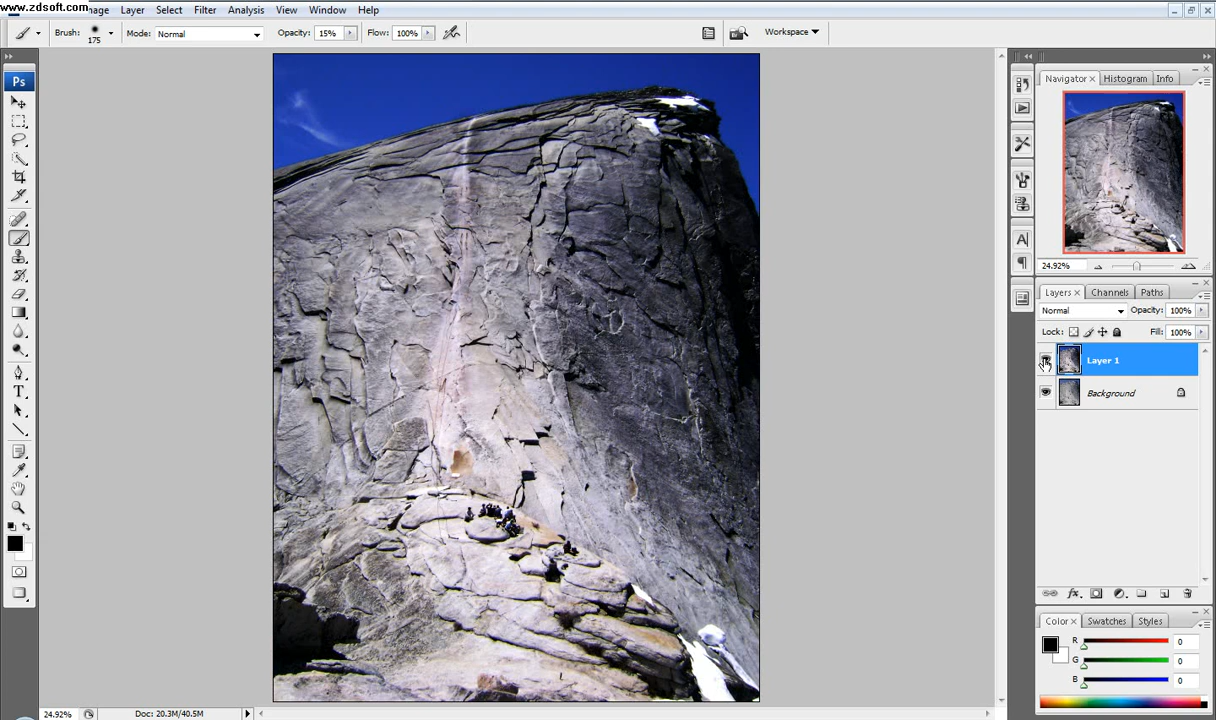 www.zdsoft.com
mage Layer Select Filter Analysis View Window Help
Brush: 175 Mode: Normal Opacity: 15% Flow: 100% Workspace
Ps
Navigator Histogram Info
24.92%
Layers Channels Paths
Normal Opacity: 100%
Lock: Fill: 100%
Layer 1
Background
Color Swatches Styles
R 0
G 0
B 0
24.92% Doc: 20.3M/40.5M